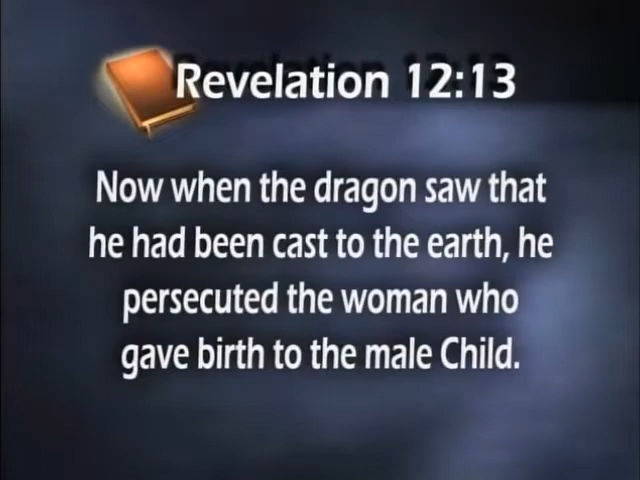 Revelation 12:13
Now when the dragon saw that
he had been cast to the earth, he
persecuted the woman who
gave birth to the male Child.